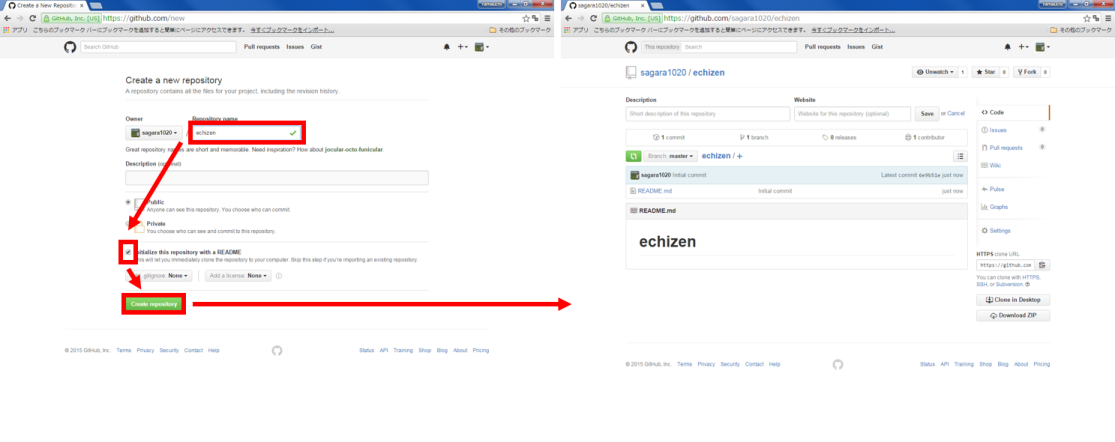 Create a New Repositor
GitHub, Inc. [US] https://github.com/new
アプリ こちらのブックマーク バーにブックマークを追加すると簡単にページにアクセスできます。 今すぐブックマークをインポート... その他のブックマーク
Search GitHub Pull requests Issues Gist
Create a new repository
A repository contains all the files for your project, including the revision history.
Owner Repository name
sagara1020 / echizen
Great repository names are short and memorable. Need inspiration? How about jocular-octo-funicular.
Description (optional)
Public
Anyone can see this repository. You choose who can commit.
Private
You choose who can see and commit to this repository.
Initialize this repository with a README
This will let you immediately clone the repository to your computer. Skip this step if you're importing an existing repository.
.gitignore: None Add a license: None
Create repository
© 2015 GitHub, Inc. Terms Privacy Security Contact Help Status API Training Shop Blog About Pricing
sagara1020/echizen
GitHub, Inc. [US] https://github.com/sagara1020/echizen
アプリ こちらのブックマーク バーにブックマークを追加すると簡単にページにアクセスできます。 今すぐブックマークをインポート... その他のブックマーク
This repository Search Pull requests Issues Gist
sagara1020 / echizen Unwatch 1 Star 0 Fork 0
Description Website
Short description of this repository Website for this repository (optional) Save or Cancel
1 commit 1 branch 0 releases 1 contributor
Branch: master echizen / +
sagara1020 Initial commit Latest commit just now
README.md Initial commit just now
README.md
echizen
Code
Issues 0
Pull requests 0
Wiki
Pulse
Graphs
Settings
HTTPS clone URL
https://github.com
You can clone with HTTPS,
SSH, or Subversion.
Clone in Desktop
Download ZIP
© 2015 GitHub, Inc. Terms Privacy Security Contact Help Status API Training Shop Blog About Pricing